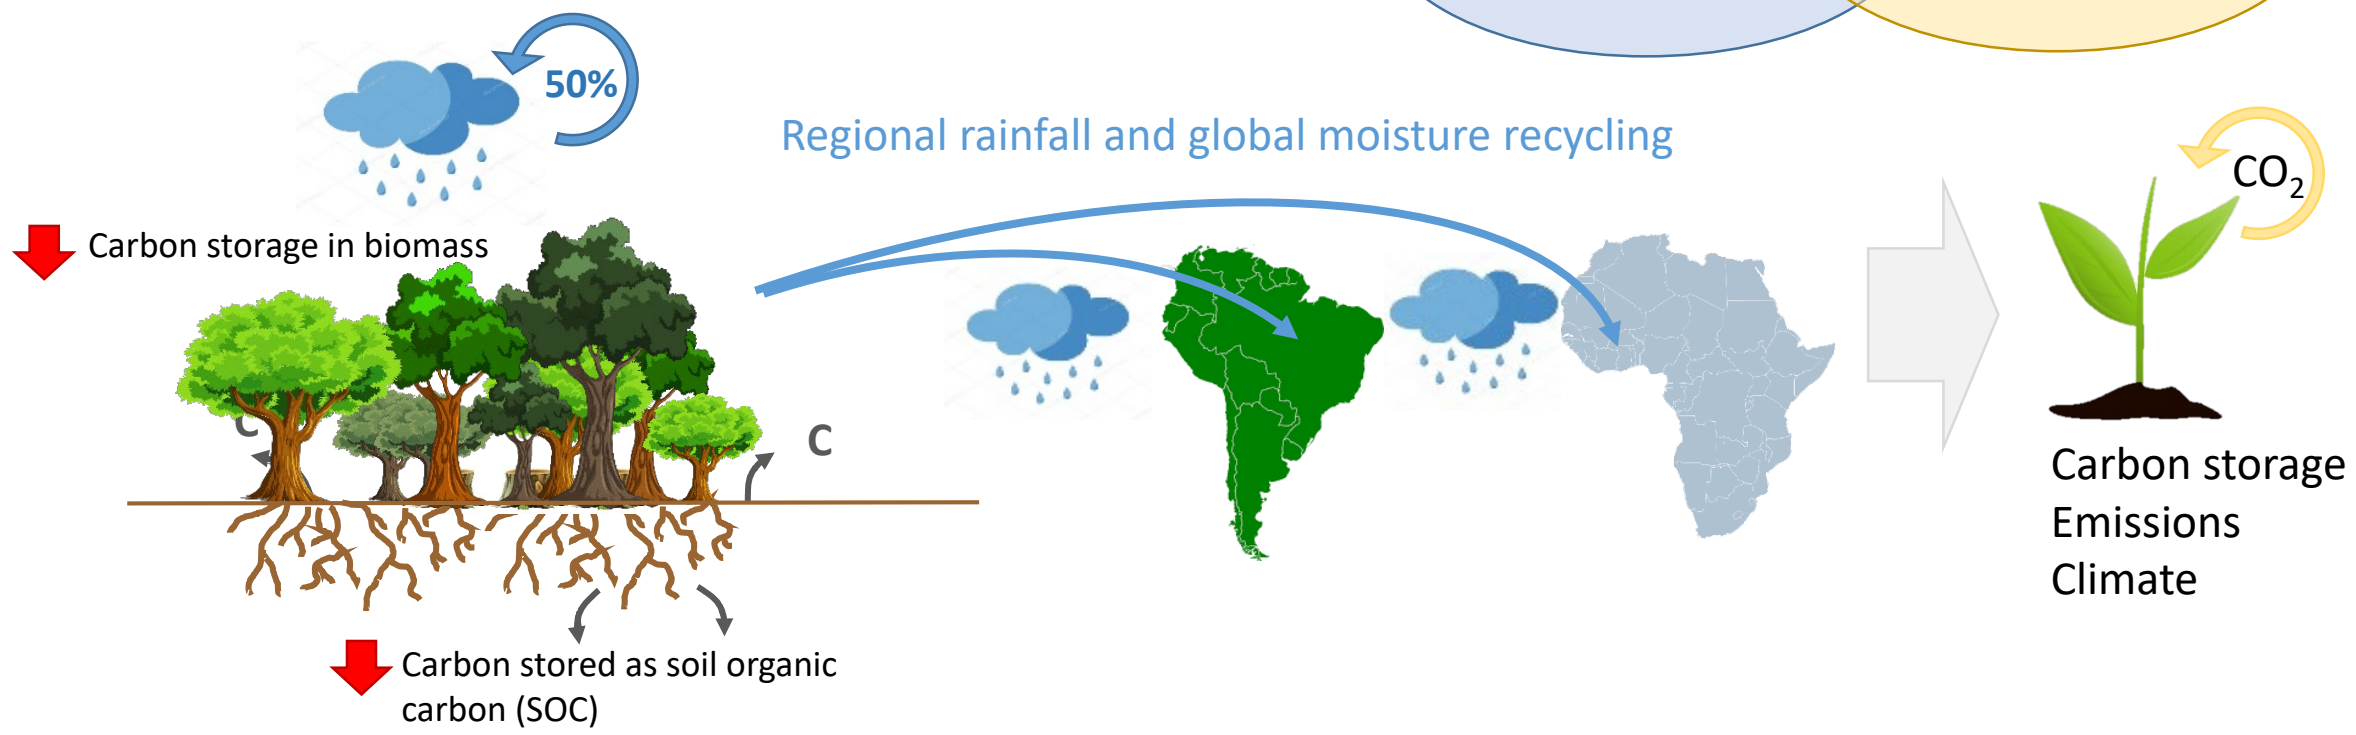 50%
Regional rainfall and global moisture recycling
CO₂
Carbon storage in biomass
C
C
Carbon storage
Emissions
Climate
Carbon stored as soil organic
carbon (SOC)